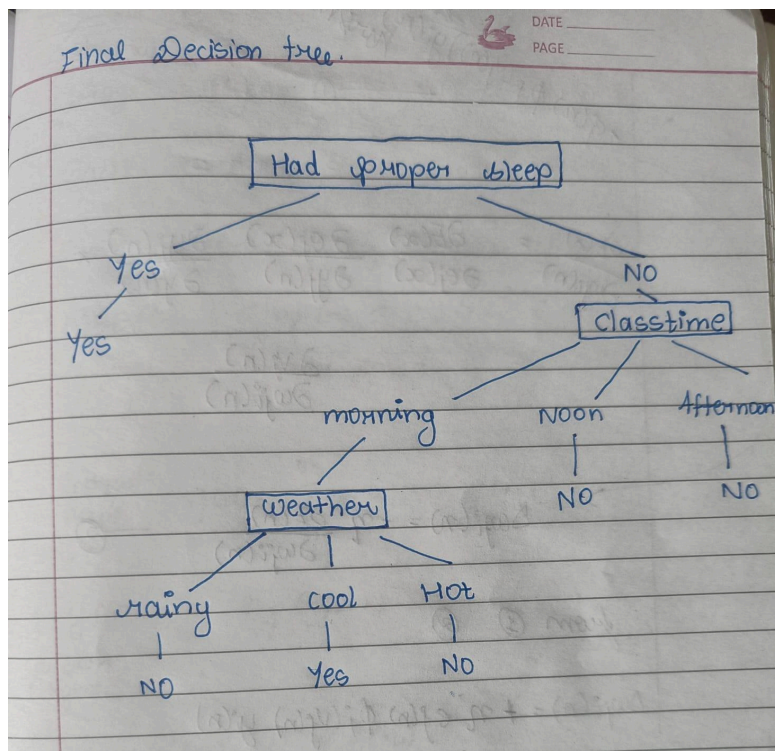 DATE
PAGE
Final Decision tree.
Had proper sleep
Yes NO
Yes Classtime
morning Noon Afternoon
weather NO NO
rainy cool Hot
NO Yes NO